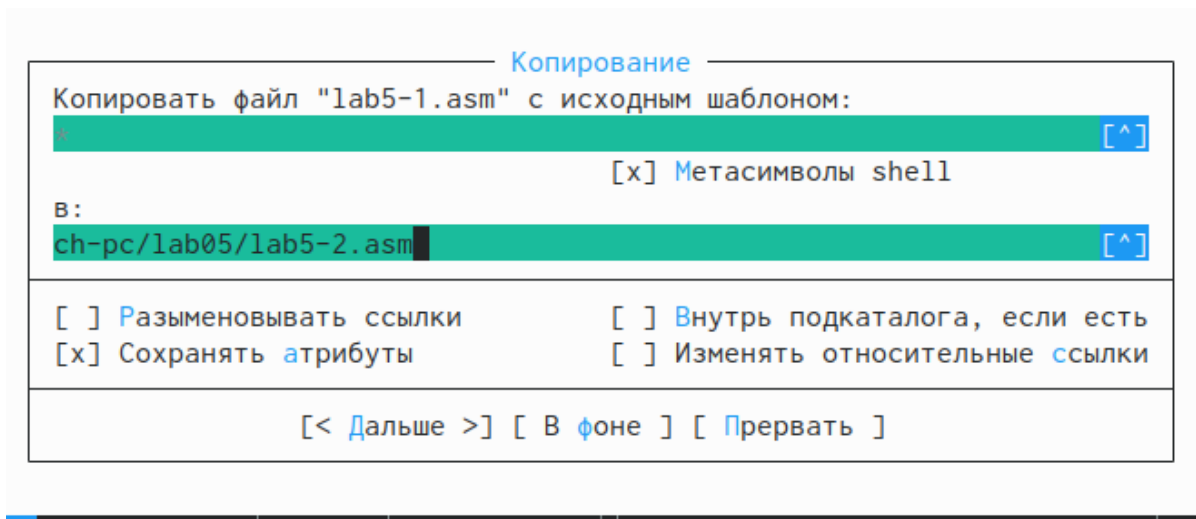 Копирование
Копировать файл "lab5-1.asm" с исходным шаблоном:
* [^]
[x] Метасимволы shell
в:
ch-pc/lab05/lab5-2.asm [^]
[ ] Разыменовывать ссылки [ ] Внутрь подкаталога, если есть
[x] Сохранять атрибуты [ ] Изменять относительные ссылки
[< Дальше >] [ В фоне ] [ Прервать ]